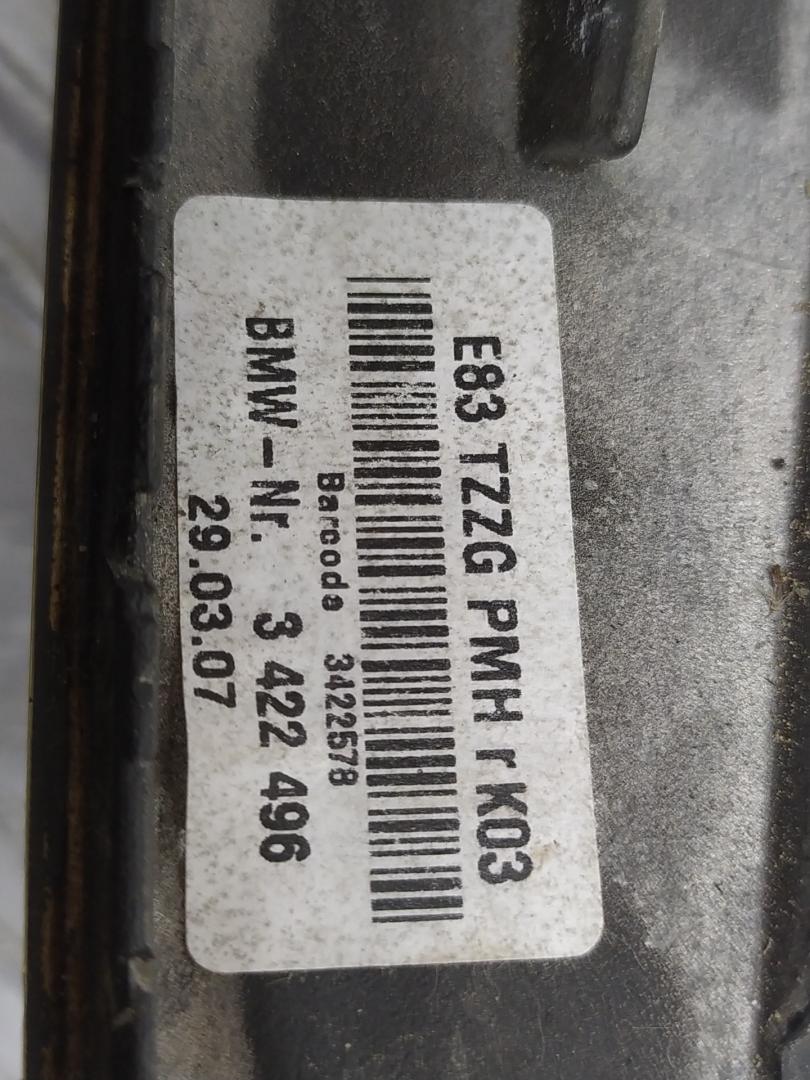 E83 TZZG PMH r K03
Barcode 3422578
BMW-Nr. 3 422 496
29.03.07